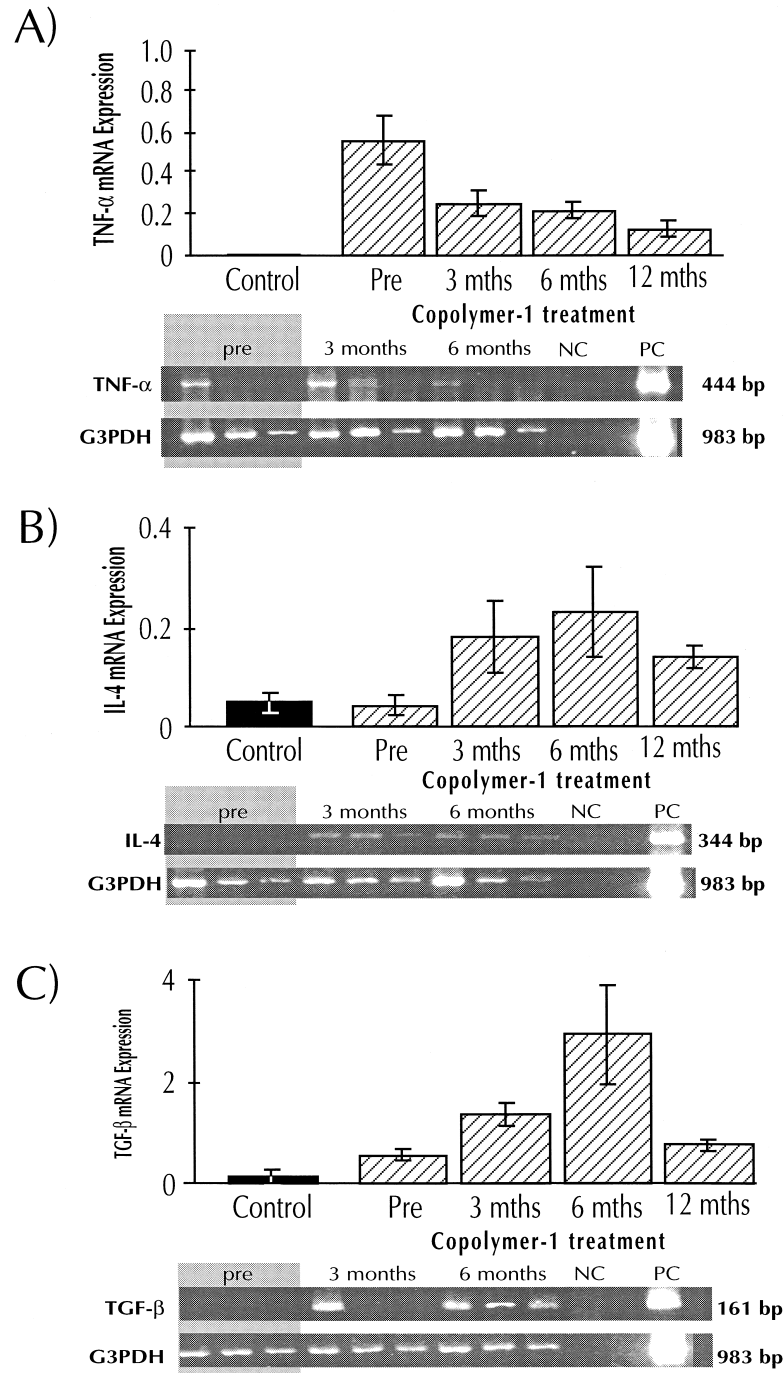 A)
TNF-α mRNA Expression
1.0
0.8
0.6
0.4
0.2
0
Control Pre 3 mths 6 mths 12 mths
Copolymer-1 treatment
pre 3 months 6 months NC PC
TNF-α 444 bp
G3PDH 983 bp
B)
IL-4 mRNA Expression
0.4
0.2
0
Control Pre 3 mths 6 mths 12 mths
Copolymer-1 treatment
pre 3 months 6 months NC PC
IL-4 344 bp
G3PDH 983 bp
C)
TGF-β mRNA Expression
4
2
0
Control Pre 3 mths 6 mths 12 mths
Copolymer-1 treatment
pre 3 months 6 months NC PC
TGF-β 161 bp
G3PDH 983 bp